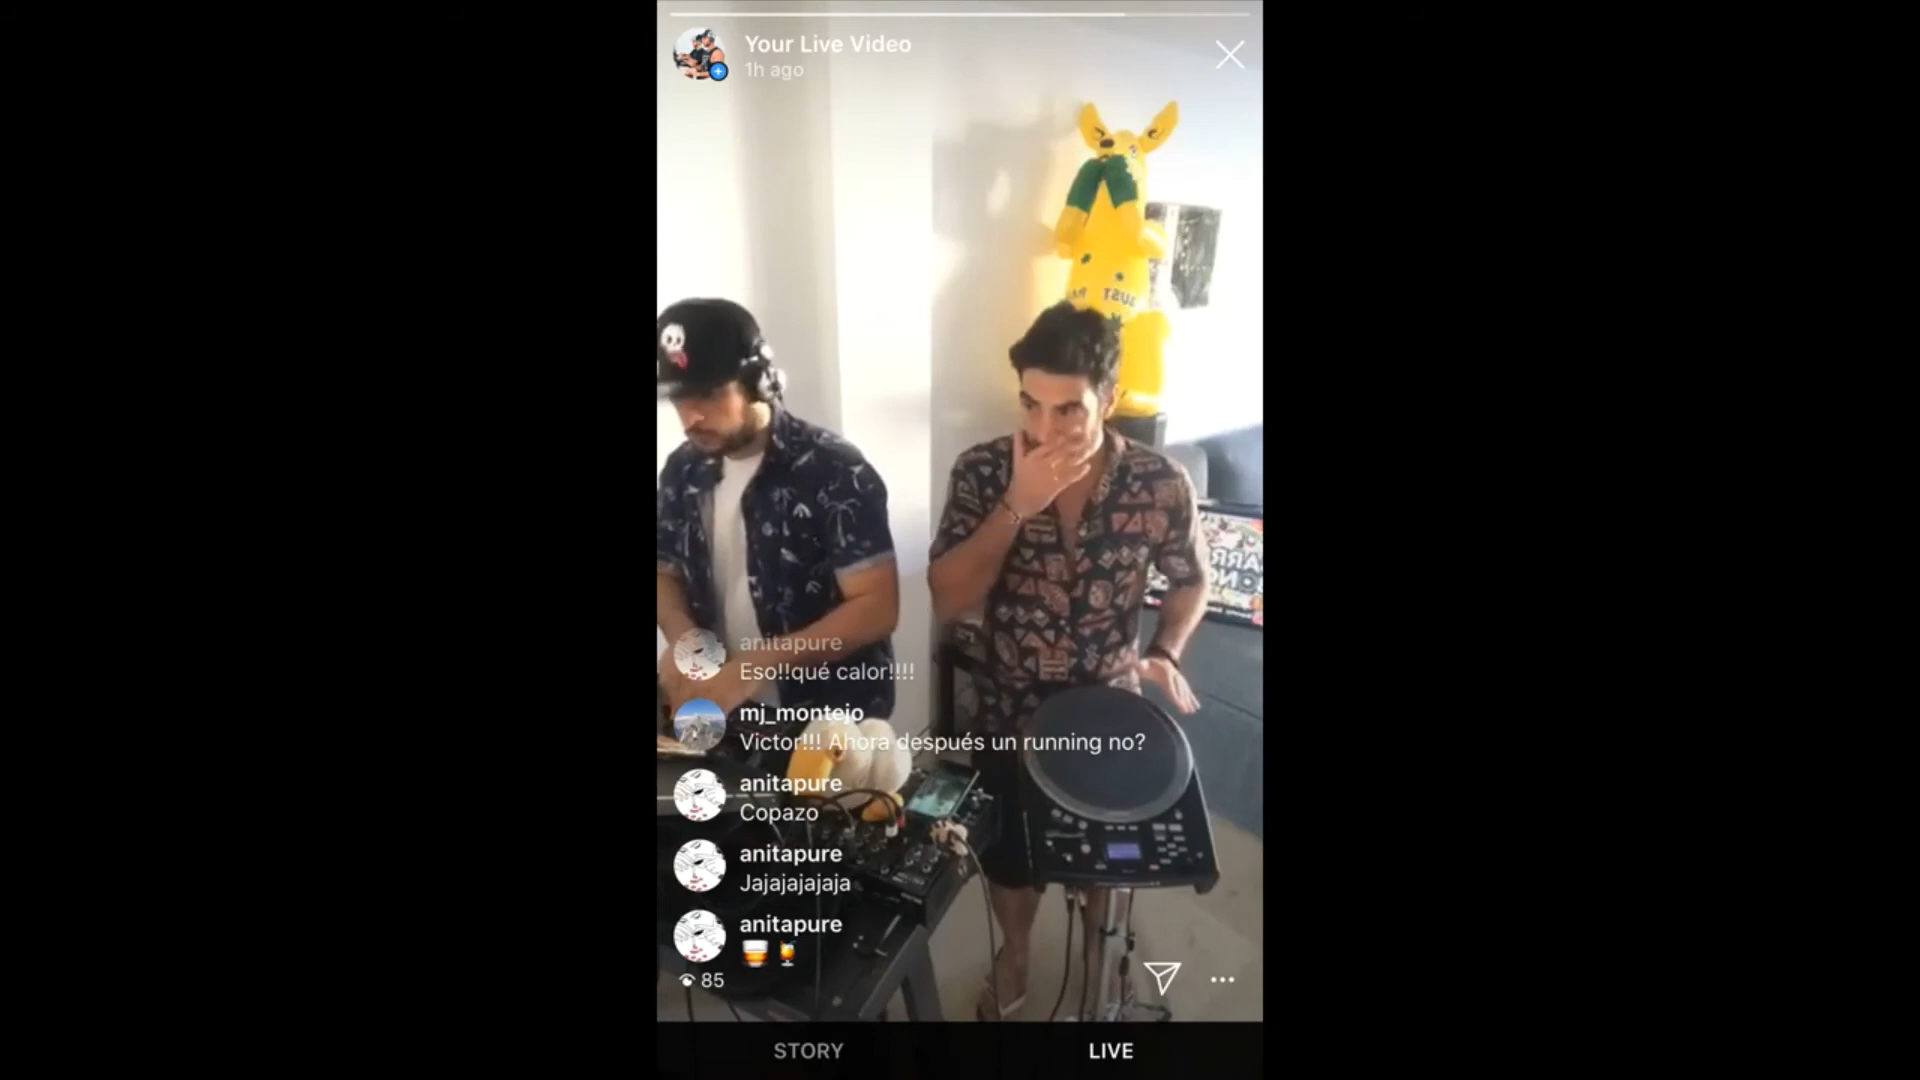 Your Live Video
1h ago
JUST
anitapure
Eso!!qué calor!!!!
mj_montejo
Victor!!! Ahora después un running no?
anitapure
Copazo
anitapure
Jajajajajaja
anitapure
85
STORY
LIVE